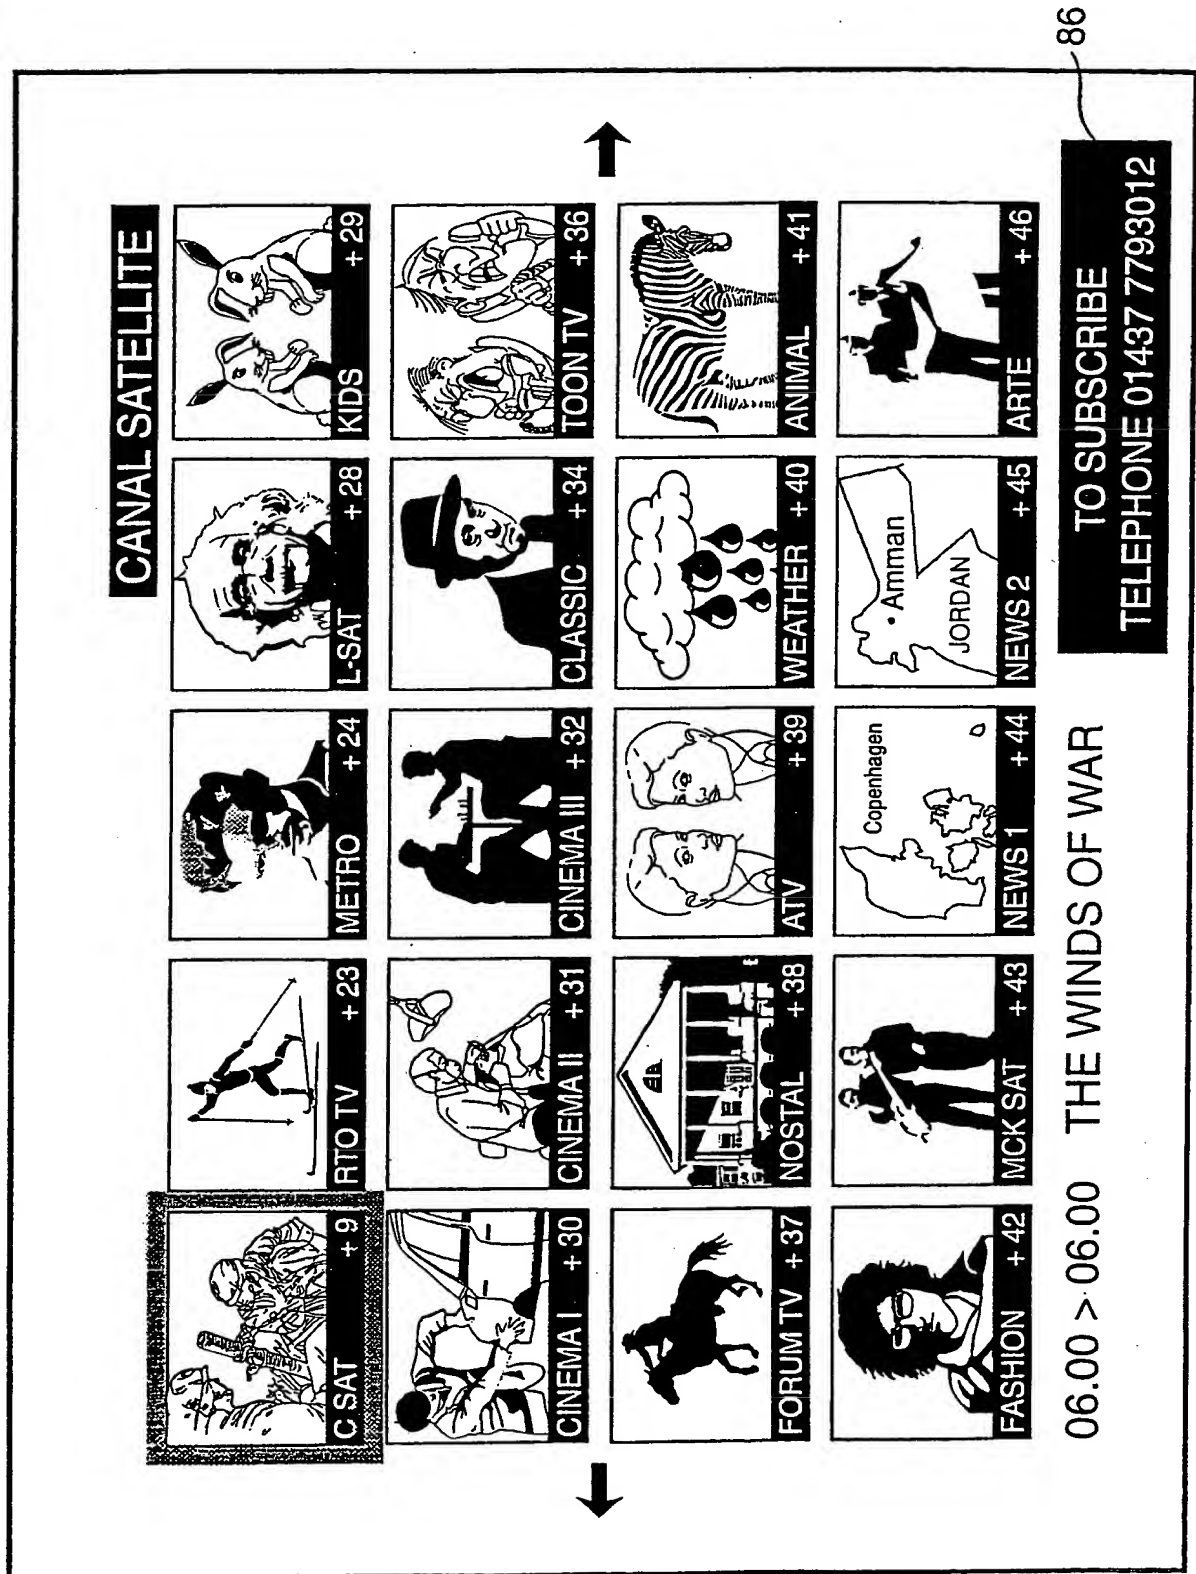 CANAL SATELLITE
C SAT + 9
RTO TV + 23
METRO + 24
L-SAT + 28
KIDS + 29
CINEMA I + 30
CINEMA II + 31
CINEMA III + 32
CLASSIC + 34
TOON TV + 36
FORUM TV + 37
NOSTAL + 38
ATV + 39
WEATHER + 40
ANIMAL + 41
Copenhagen
Amman
JORDAN
FASHION + 42
MCK SAT + 43
NEWS 1 + 44
NEWS 2 + 45
ARTE + 46
06.00 > 06.00 THE WINDS OF WAR
TO SUBSCRIBE
TELEPHONE 01437 7793012
86